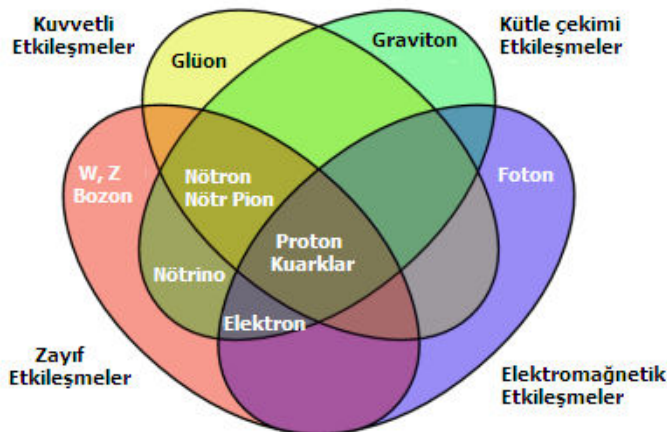 Kuvvetli
Etkileşmeler
Glüon
Graviton
Kütle çekimi
Etkileşmeler
W, Z
Bozon
Nötron
Nötr Pion
Foton
Proton
Kuarklar
Nötrino
Elektron
Zayıf
Etkileşmeler
Elektromağnetik
Etkileşmeler